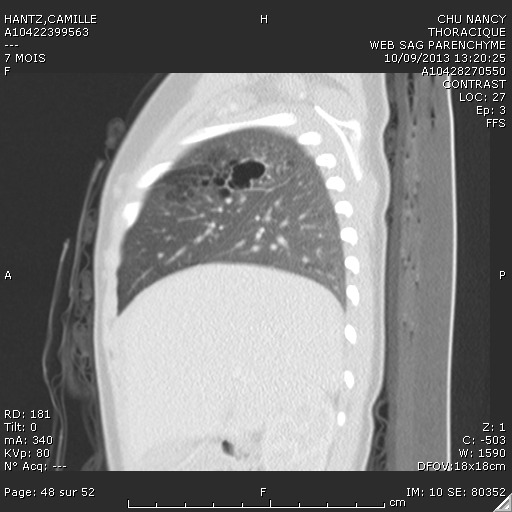 HANTZ,CAMILLE
A10422399563
---
7 MOIS
F
H
CHU NANCY
THORACIQUE
WEB SAG PARENCHYME
10/09/2013 13:20:25
A10428270550
CONTRAST
LOC: 27
Ep: 3
FFS
A
P
RD: 181
Tilt: 0
mA: 340
KVp: 80
N° Acq: ---
Z: 1
C: -503
W: 1590
DFOV:18x18cm
Page: 48 sur 52
F
IM: 10 SE: 80352
cm